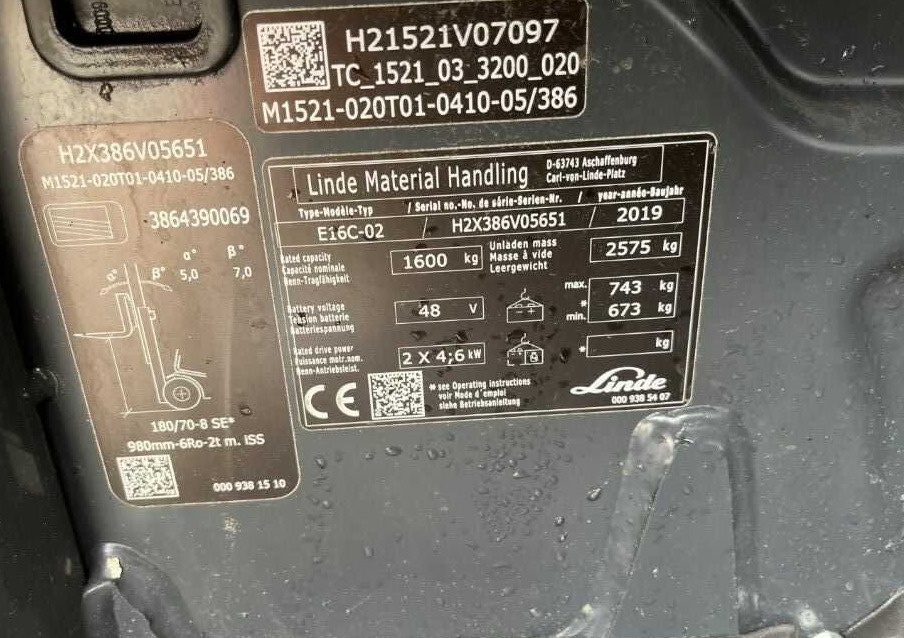 H21521V07097
TC_1521_03_3200_020
M1521-020T01-0410-05/386
H2X386V05651
M1521-020T01-0410-05/386
3864390069
α° β°
5,0 7,0
α° β°
180/70-8 SE*
980mm-6Ro-2t m. ISS
000 938 15 10
Linde Material Handling
D-63743 Aschaffenburg
Carl-von-Linde-Platz
Type-Modèle-Typ / Serial no.-No. de série-Serien-Nr. / year-année-Baujahr
E16C-02 / H2X386V05651 / 2019
Rated capacity
Capacité nominale
Nenn-Tragfähigkeit
1600 kg
Unladen mass
Masse à vide
Leergewicht
2575 kg
Battery voltage
Tension batterie
Batteriespannung
48 V
- +
max. 743 kg
*
min. 673 kg
Rated drive power
Puissance motr.nom.
Nenn-Antriebsleist.
2 X 4,6 kW
* kg
CE
* see Operating instructions
voir Mode d'emploi
siehe Betriebsanleitung
Linde
000 938 54 07